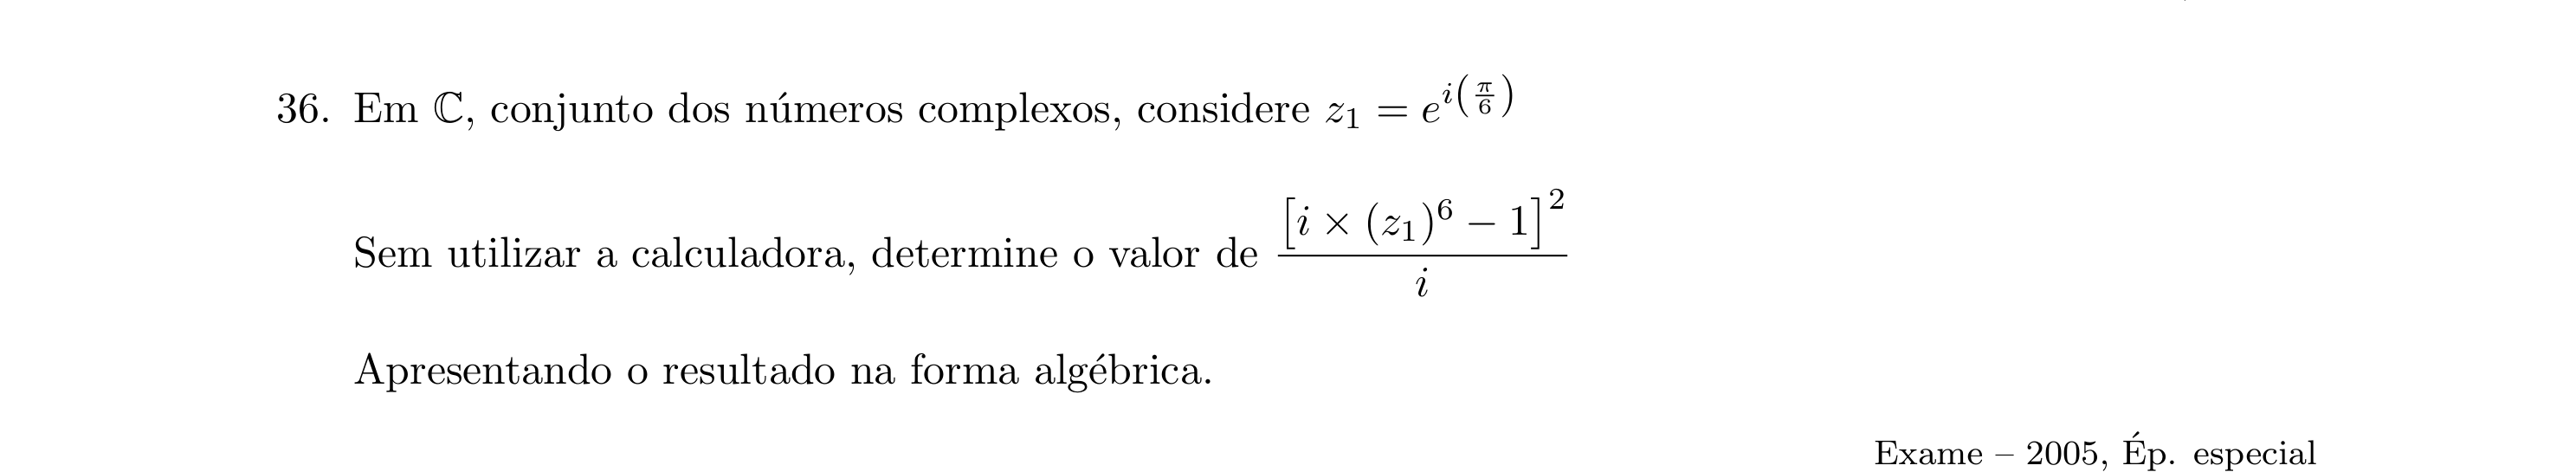 36. Em ℂ, conjunto dos números complexos, considere z₁ = e^{i(π/6)}
Sem utilizar a calculadora, determine o valor de [i × (z₁)⁶ − 1]² / i
Apresentando o resultado na forma algébrica.
Exame – 2005, Ép. especial